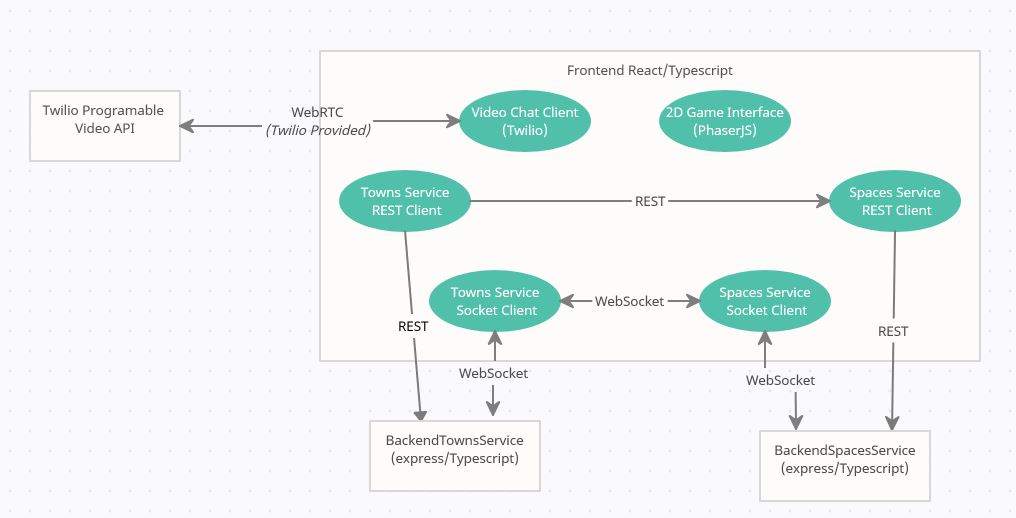 Frontend React/Typescript
Twilio Programable
Video API
WebRTC
(Twilio Provided)
Video Chat Client
(Twilio)
2D Game Interface
(PhaserJS)
Towns Service
REST Client
REST
Spaces Service
REST Client
Towns Service
Socket Client
WebSocket
Spaces Service
Socket Client
REST
REST
WebSocket
WebSocket
BackendTownsService
(express/Typescript)
BackendSpacesService
(express/Typescript)